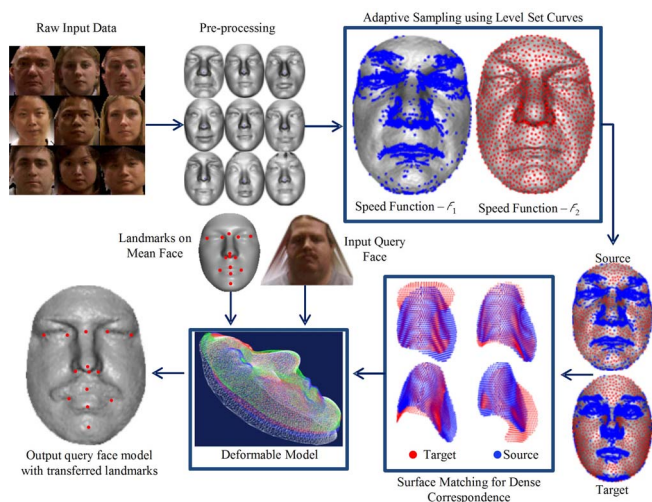 Raw Input Data
Pre-processing
Adaptive Sampling using Level Set Curves
Speed Function – F₁
Speed Function – F₂
Landmarks on
Mean Face
Input Query
Face
Source
Output query face model
with transferred landmarks
Deformable Model
Target
Source
Surface Matching for Dense
Correspondence
Target